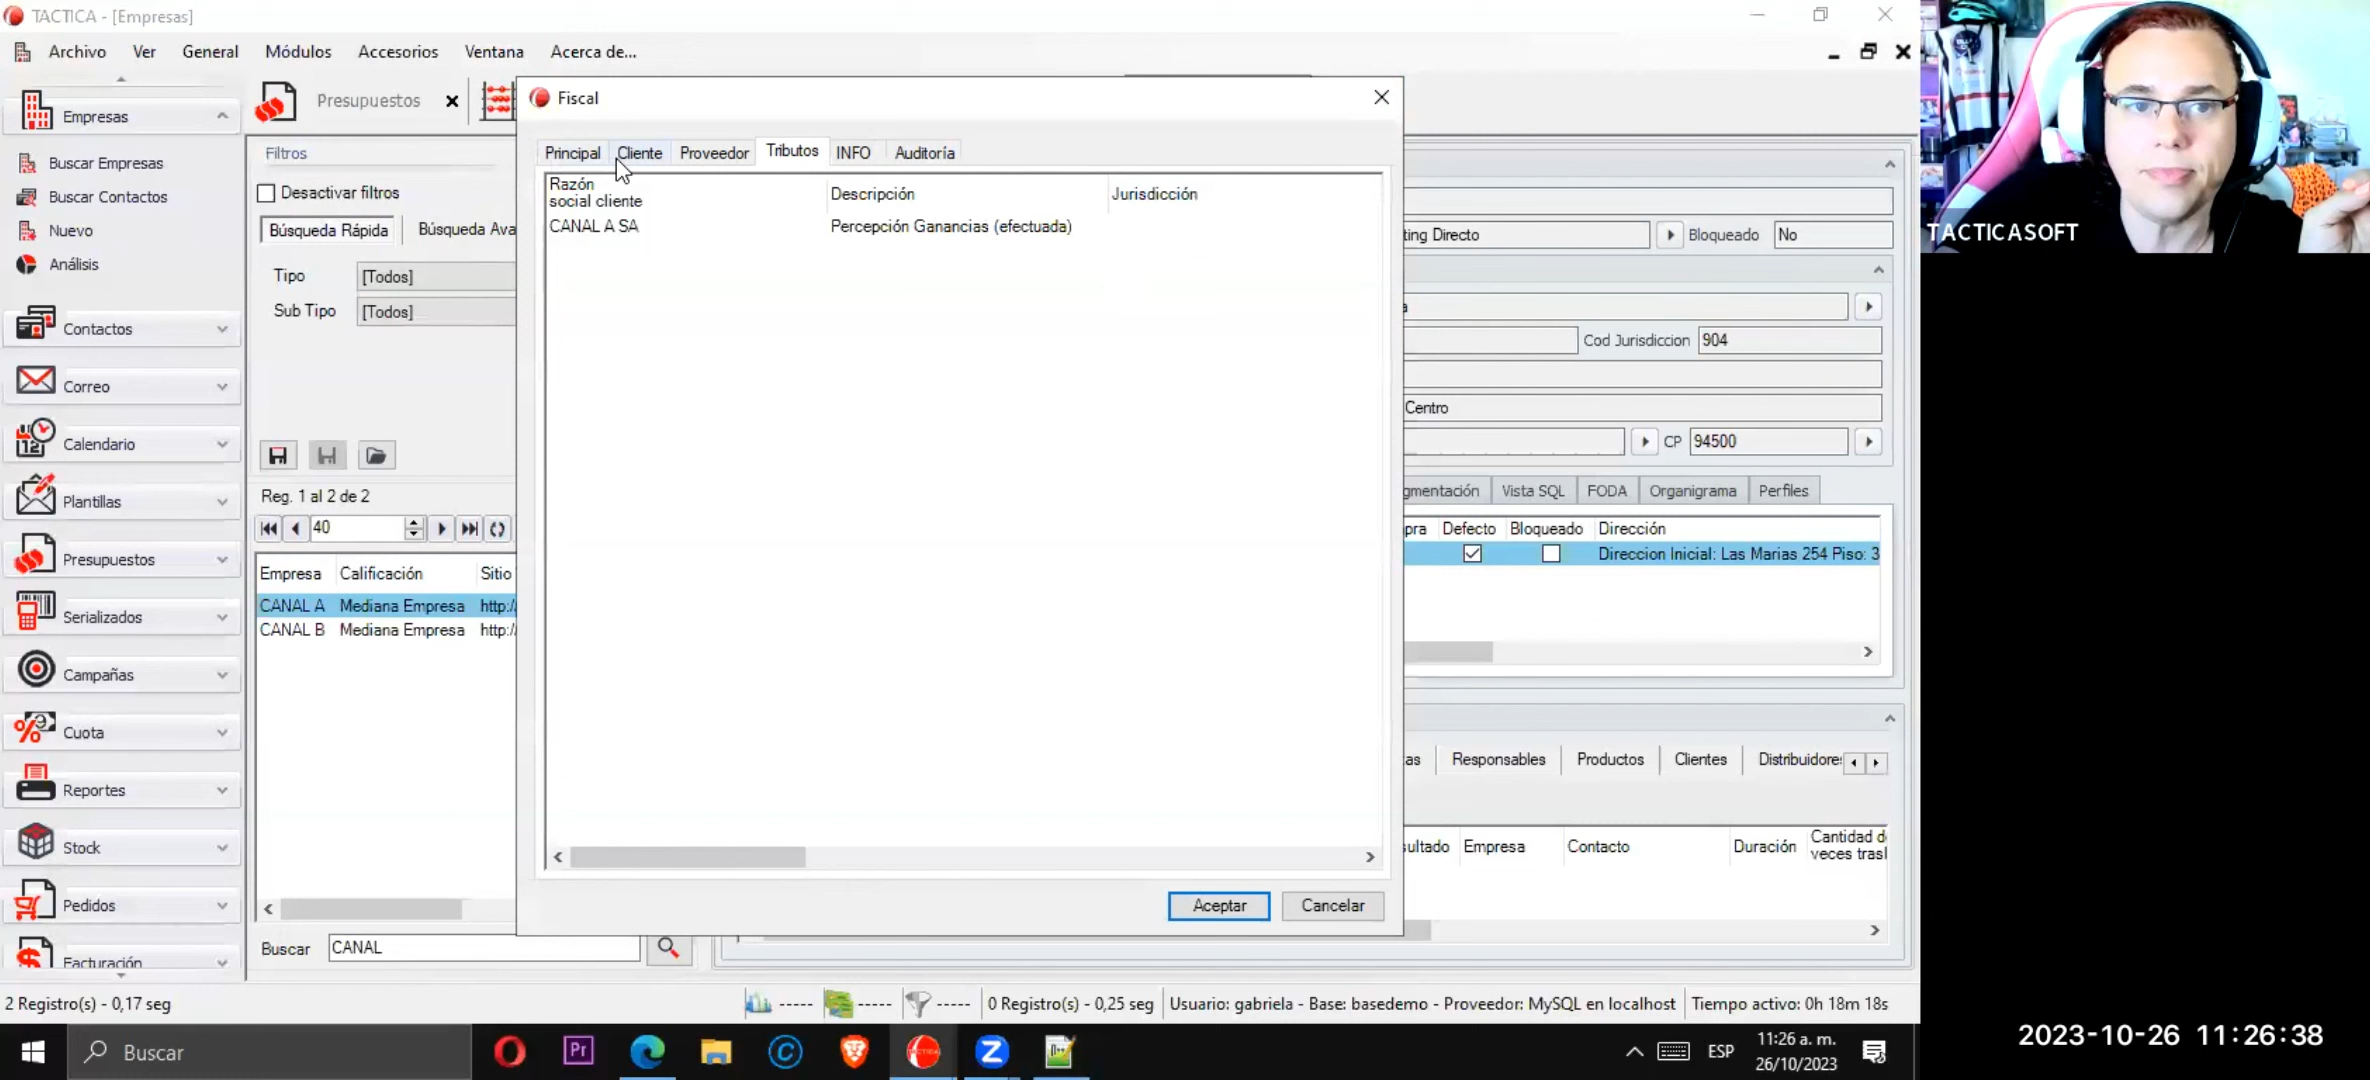 TACTICA - [Empresas]
Archivo Ver General Módulos Accesorios Ventana Acerca de...
Empresas
Buscar Empresas
Buscar Contactos
Nuevo
Análisis
Contactos
Correo
Calendario
Plantillas
Presupuestos
Serializados
Campañas
Cuota
Reportes
Stock
Pedidos
Facturación
Presupuestos
Filtros
Desactivar filtros
Búsqueda Rápida Búsqueda Ava
Tipo [Todos]
Sub Tipo [Todos]
Reg. 1 al 2 de 2
40
Empresa Calificación Sitio
CANAL A Mediana Empresa http:/
CANAL B Mediana Empresa http:/
Buscar CANAL
Fiscal
Principal Cliente Proveedor Tributos INFO Auditoría
Razón social cliente Descripción Jurisdicción
CANAL A SA Percepción Ganancias (efectuada)
Aceptar Cancelar
ting Directo Bloqueado No
Cod Jurisdiccion 904
Centro
CP 94500
gmentación Vista SQL FODA Organigrama Perfiles
pra Defecto Bloqueado Dirección
Direccion Inicial: Las Marias 254 Piso: 3
as Responsables Productos Clientes Distribuidore
sultado Empresa Contacto Duración Cantidad d
veces trasl
2 Registro(s) - 0,17 seg
----- ----- ----- 0 Registro(s) - 0,25 seg Usuario: gabriela - Base: basedemo - Proveedor: MySQL en localhost Tiempo activo: 0h 18m 18s
Buscar
Pr
ESP
11:26 a. m.
26/10/2023
TACTICASOFT
2023-10-26 11:26:38